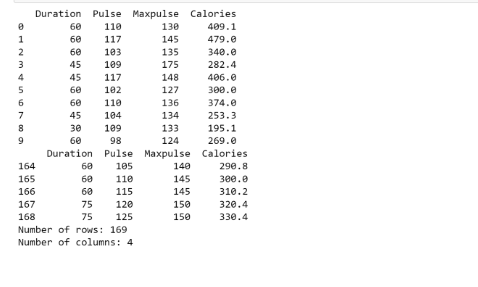 Duration Pulse Maxpulse Calories
0 60 110 130 409.1
1 60 117 145 479.0
2 60 103 135 340.0
3 45 109 175 282.4
4 45 117 148 406.0
5 60 102 127 300.0
6 60 110 136 374.0
7 45 104 134 253.3
8 30 109 133 195.1
9 60 98 124 269.0
Duration Pulse Maxpulse Calories
164 60 105 140 290.8
165 60 110 145 300.0
166 60 115 145 310.2
167 75 120 150 320.4
168 75 125 150 330.4
Number of rows: 169
Number of columns: 4